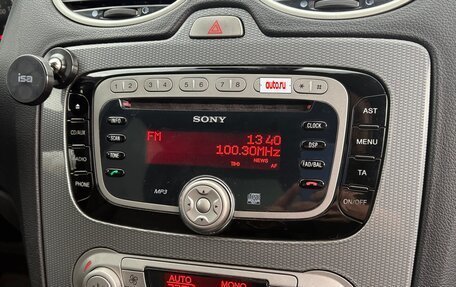 isa
1 2 3 4 5 6 7 8
auto.ru
* #
SONY
INFO
CLOCK
AST
CD/AUX
SCAN
FM
13:40
DSP
MENU
100.30MHz
RADIO
TONE
FAD/BAL
TA
NEWS
AF
PHONE
MP3
ON/OFF
AUTO
MONO